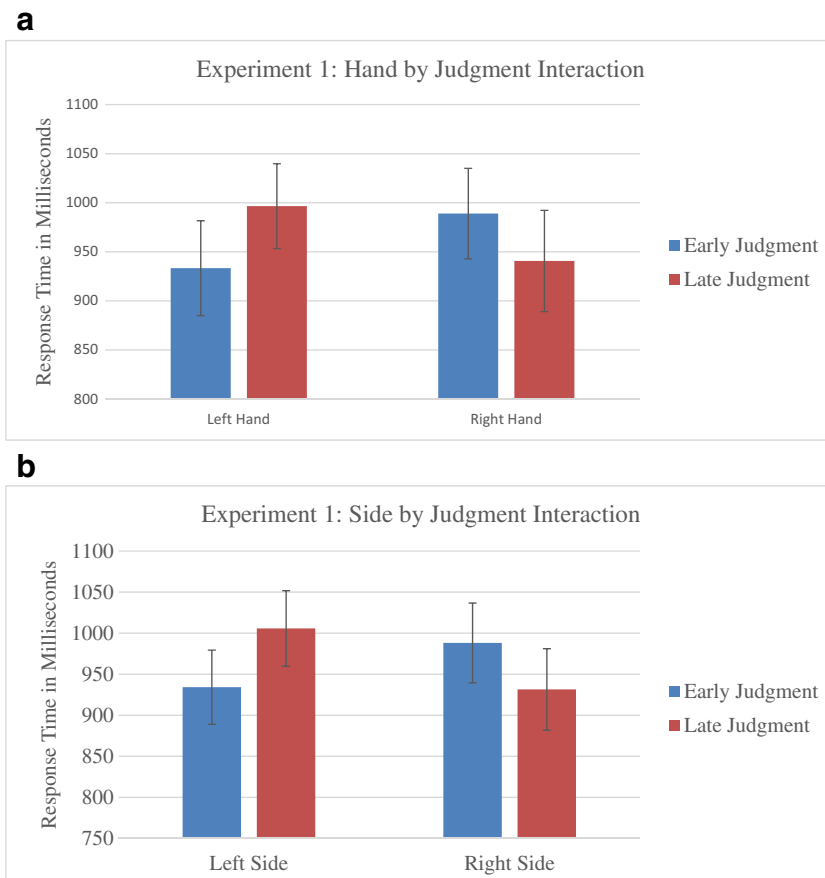 a
Experiment 1: Hand by Judgment Interaction
Response Time in Milliseconds
1100
1050
1000
950
900
850
800
Left Hand
Right Hand
Early Judgment
Late Judgment
b
Experiment 1: Side by Judgment Interaction
Response Time in Milliseconds
1100
1050
1000
950
900
850
800
750
Left Side
Right Side
Early Judgment
Late Judgment